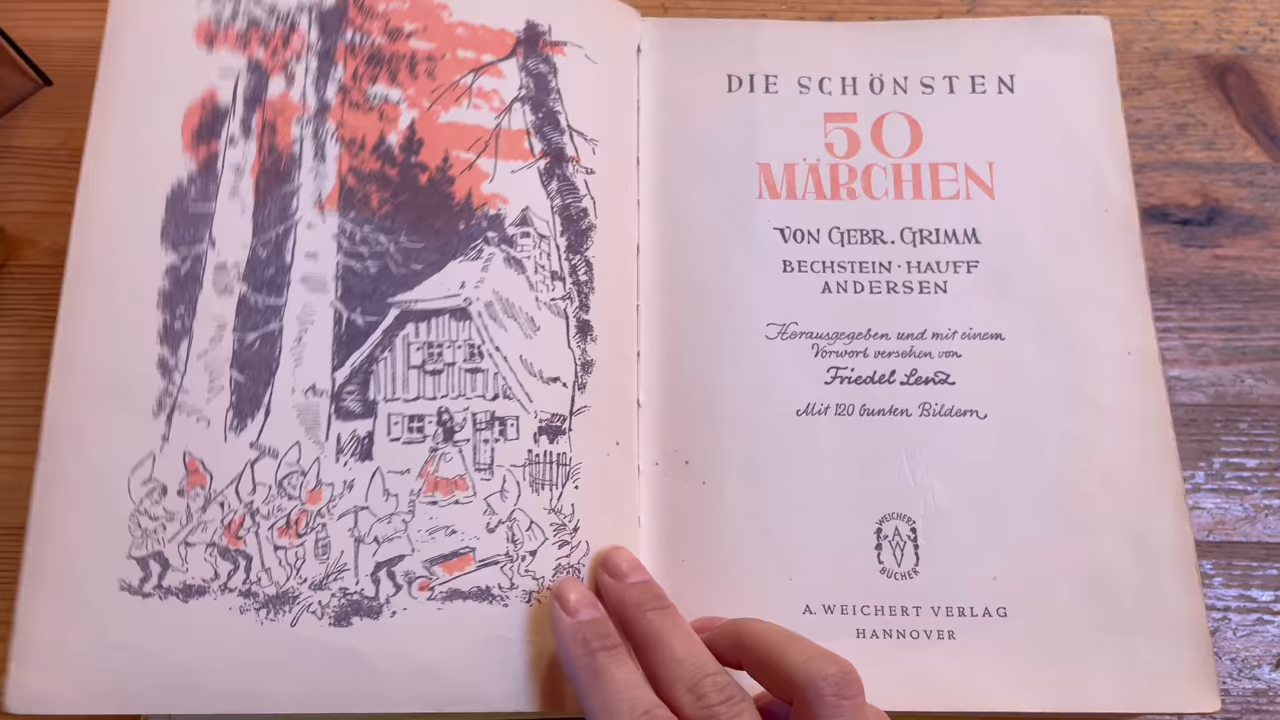 DIE SCHÖNSTEN
50
MÄRCHEN
VON GEBR. GRIMM
BECHSTEIN · HAUFF
ANDERSEN
Herausgegeben und mit einem
Vorwort versehen von
Friedel Lenz
Mit 120 bunten Bildern
WEICHERT
AW
BÜCHER
A. WEICHERT VERLAG
HANNOVER